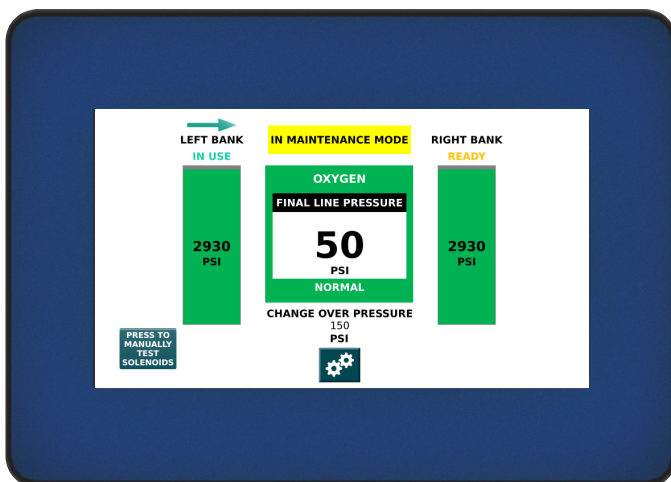 LEFT BANK
IN USE
2930
PSI
IN MAINTENANCE MODE
OXYGEN
FINAL LINE PRESSURE
50
PSI
NORMAL
CHANGE OVER PRESSURE
150
PSI
RIGHT BANK
READY
2930
PSI
PRESS TO
MANUALLY
TEST
SOLENOIDS